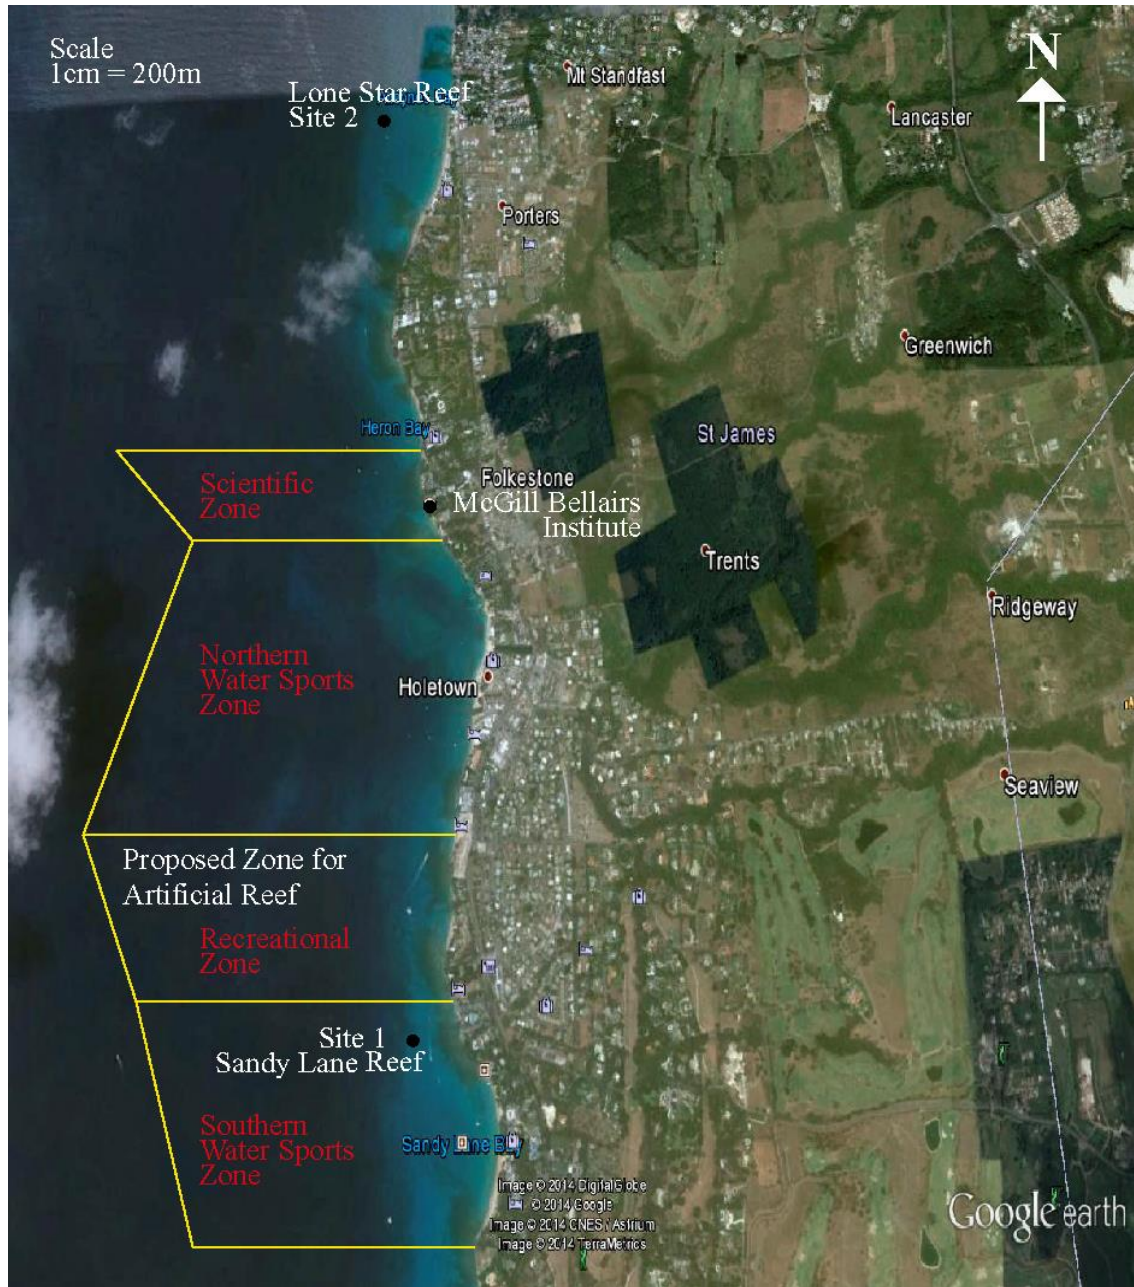 Scale
1cm = 200m
N
Mt Standfast
Lone Star Reef
Site 2
Lancaster
Porters
Greenwich
Heron Bay
St James
Scientific
Zone
Folkestone
McGill Bellairs
Institute
Trents
Ridgeway
Northern
Water Sports
Zone
Holetown
Seaview
Proposed Zone for
Artificial Reef
Recreational
Zone
Site 1
Sandy Lane Reef
Southern
Water Sports
Zone
Sandy Lane Bay
Image © 2014 DigitalGlobe
© 2014 Google
Image © 2014 CNES / Astrium
Image © 2014 TerraMetrics
Google earth